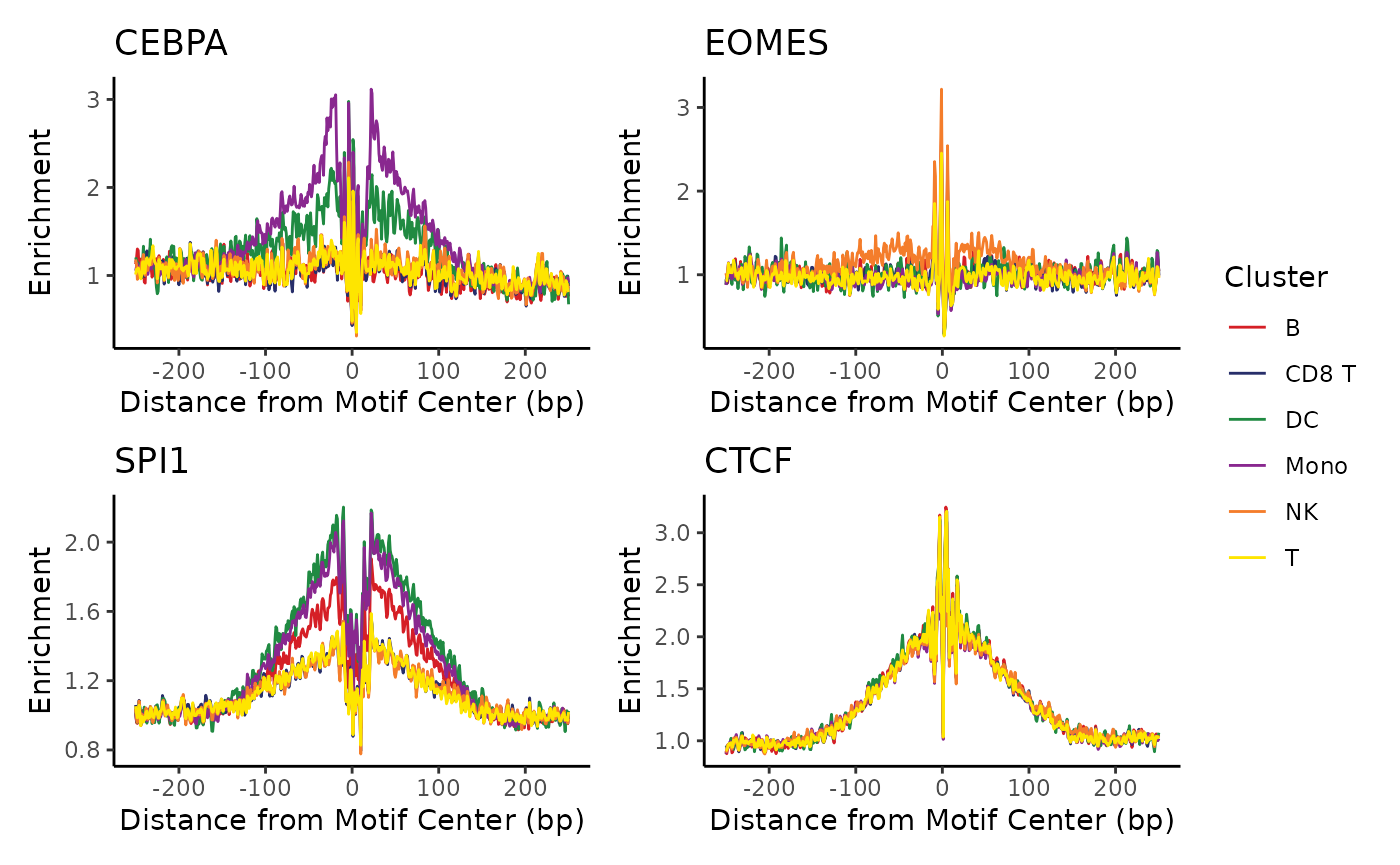 CEBPA
Enrichment
3
2
1
-200 -100 0 100 200
Distance from Motif Center (bp)
EOMES
Enrichment
3
2
1
-200 -100 0 100 200
Distance from Motif Center (bp)
SPI1
Enrichment
2.0
1.6
1.2
0.8
-200 -100 0 100 200
Distance from Motif Center (bp)
CTCF
Enrichment
3.0
2.5
2.0
1.5
1.0
-200 -100 0 100 200
Distance from Motif Center (bp)
Cluster
B
CD8 T
DC
Mono
NK
T